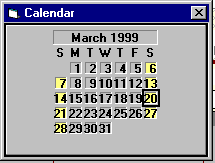 Calendar
March 1999
S M T W T F S
1 2 3 4 5 6
7 8 9 10 11 12 13
14 15 16 17 18 19 20
21 22 23 24 25 26 27
28 29 30 31